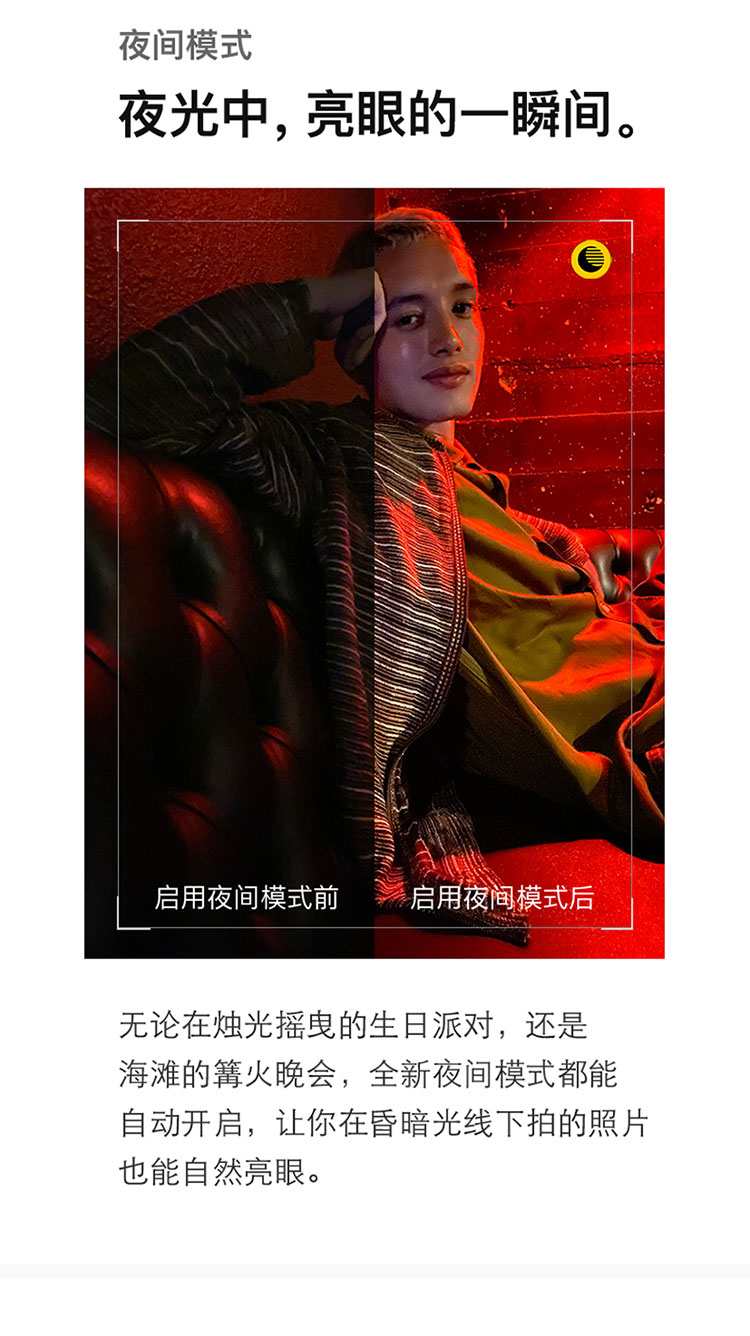 夜间模式
夜光中，亮眼的一瞬间。
启用夜间模式前
启用夜间模式后
无论在烛光摇曳的生日派对，还是
海滩的篝火晚会，全新夜间模式都能
自动开启，让你在昏暗光线下拍的照片
也能自然亮眼。